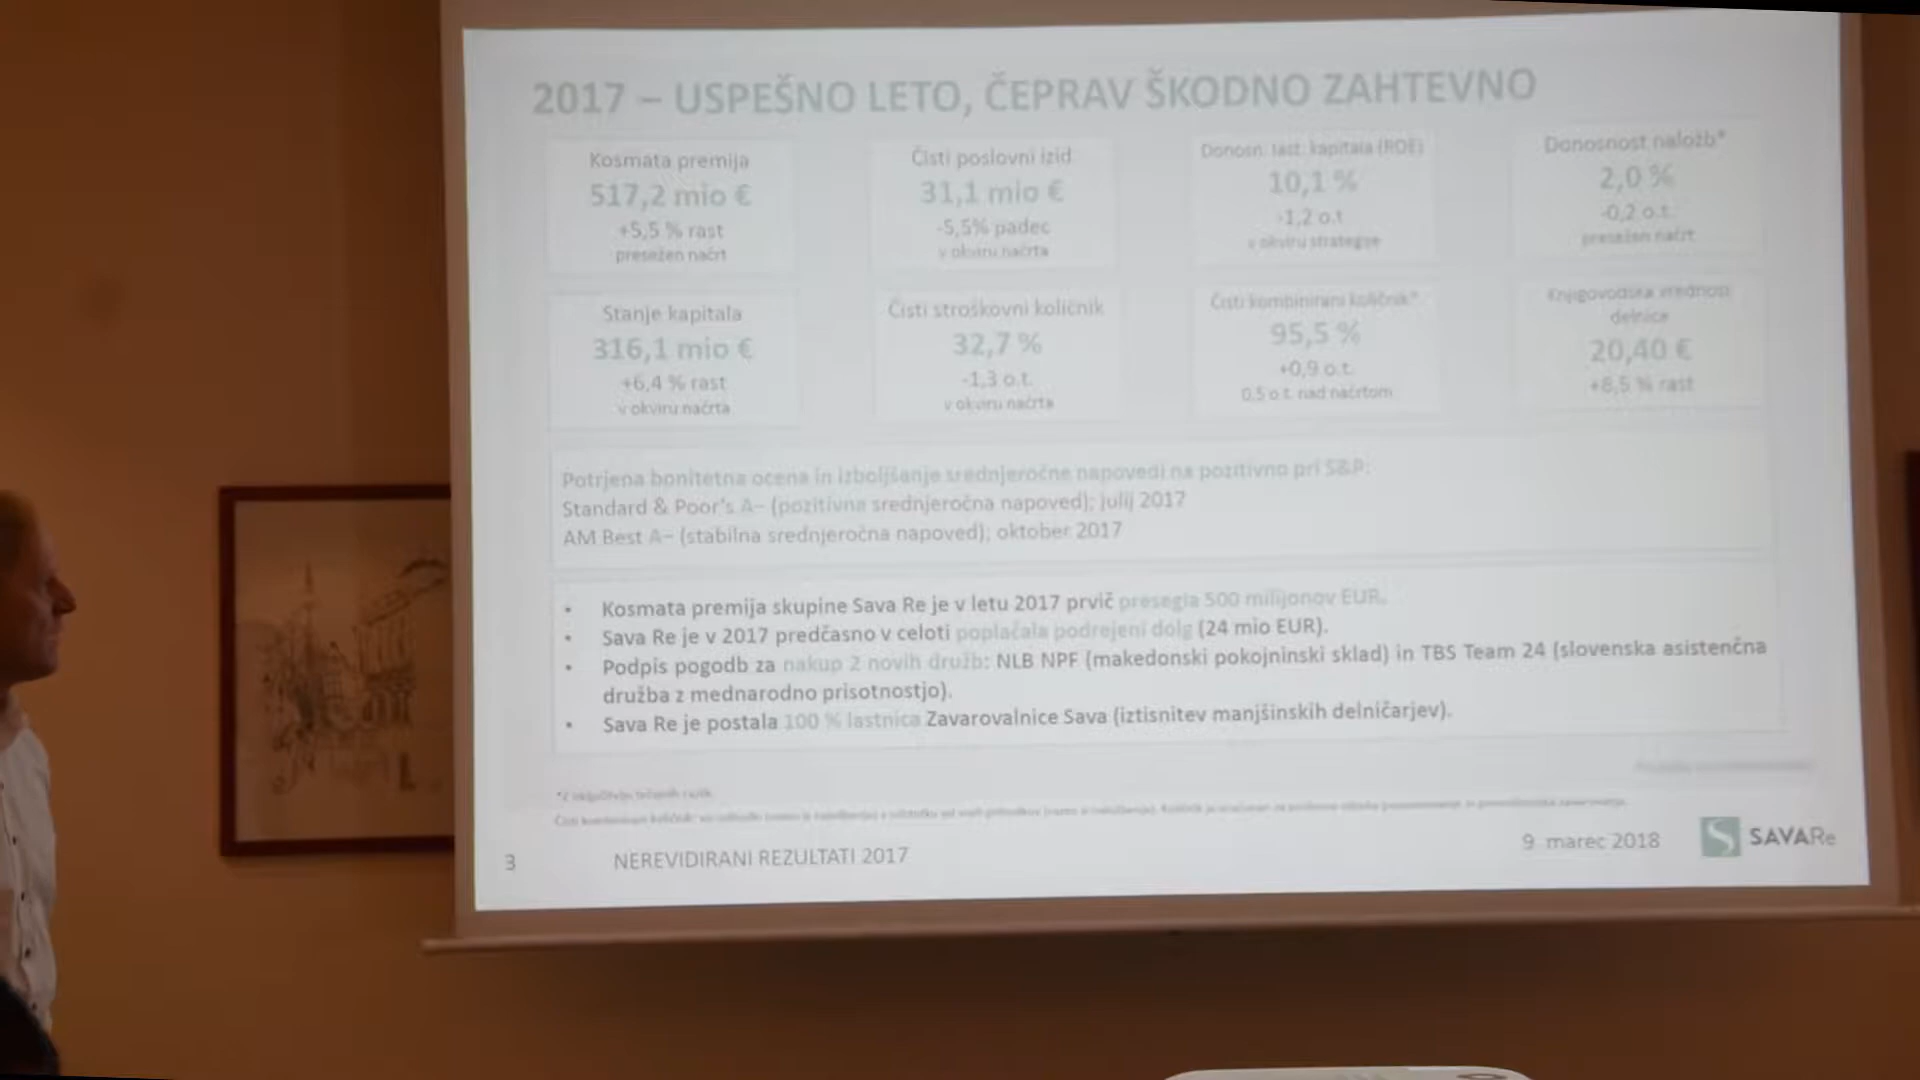 2017 – USPEŠNO LETO, ČEPRAV ŠKODNO ZAHTEVNO
Kosmata premija
517,2 mio €
+5,5 % rast
presežen načrt
Čisti poslovni izid
31,1 mio €
-5,5% padec
v okviru načrta
Donosn. last. kapitala (ROE)
10,1 %
-1,2 o.t
v okviru strategije
Donosnost naložb*
2,0 %
-0,2 o.t.
presežen načrt
Stanje kapitala
316,1 mio €
+6,4 % rast
v okviru načrta
Čisti stroškovni količnik
32,7 %
-1,3 o.t.
v okviru načrta
Čisti kombinirani količnik*
95,5 %
+0,9 o.t.
0,5 o.t. nad načrtom
Knjigovodska vrednost
delnice
20,40 €
+8,5 % rast
Potrjena bonitetna ocena in izboljšanje srednjeročne napovedi na pozitivno pri S&P:
Standard & Poor's A– (pozitivna srednjeročna napoved); julij 2017
AM Best A– (stabilna srednjeročna napoved); oktober 2017
• Kosmata premija skupine Sava Re je v letu 2017 prvič presegla 500 milijonov EUR.
• Sava Re je v 2017 predčasno v celoti poplačala podrejeni dolg (24 mio EUR).
• Podpis pogodb za nakup 2 novih družb: NLB NPF (makedonski pokojninski sklad) in TBS Team 24 (slovenska asistenčna
družba z mednarodno prisotnostjo).
• Sava Re je postala 100 % lastnica Zavarovalnice Sava (iztisnitev manjšinskih delničarjev).
3
NEREVIDIRANI REZULTATI 2017
9. marec 2018
SAVARe